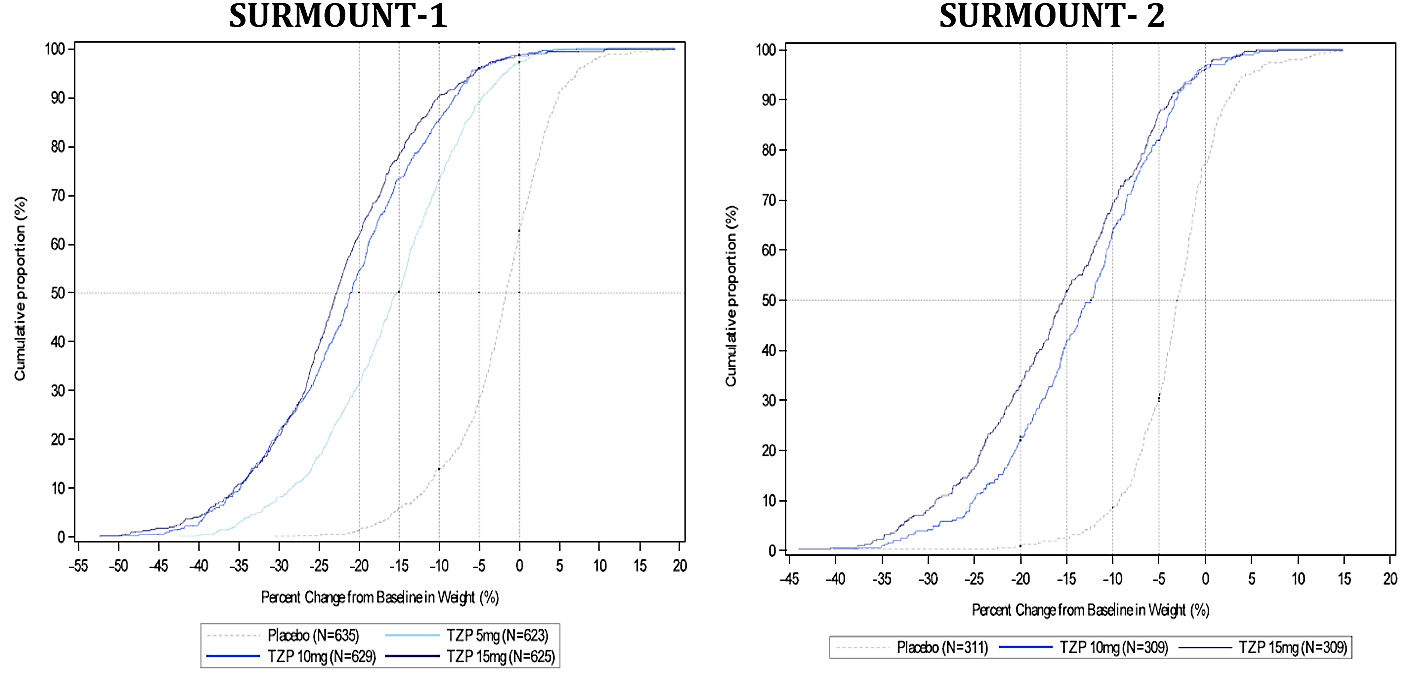 SURMOUNT-1
SURMOUNT- 2
Cumulative proportion (%)
100
90
80
70
60
50
40
30
20
10
0
-55 -50 -45 -40 -35 -30 -25 -20 -15 -10 -5 0 5 10 15 20
Percent Change from Baseline in Weight (%)
Placebo (N=635) TZP 5mg (N=623)
TZP 10mg (N=629) TZP 15mg (N=625)
Cumulative proportion (%)
100
90
80
70
60
50
40
30
20
10
0
-45 -40 -35 -30 -25 -20 -15 -10 -5 0 5 10 15 20
Percent Change from Baseline in Weight (%)
Placebo (N=311) TZP 10mg (N=309) TZP 15mg (N=309)